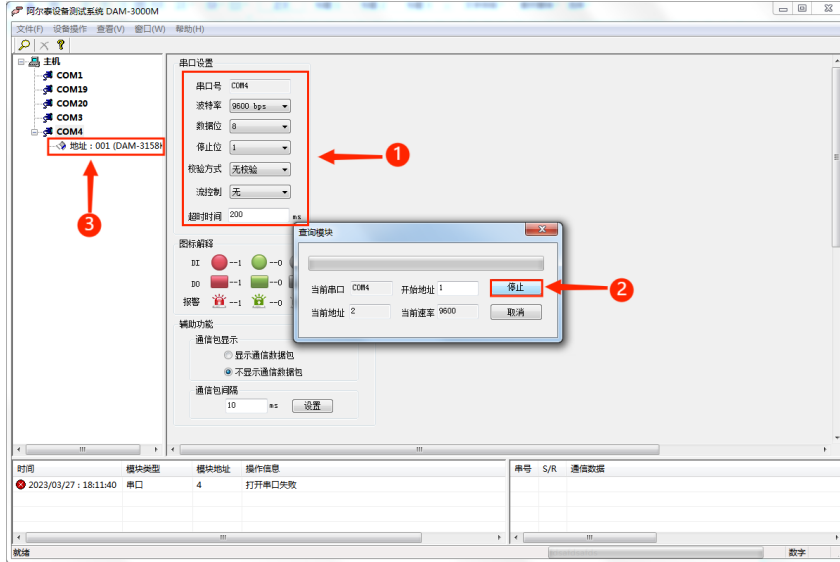 阿尔泰设备测试系统 DAM-3000M
文件(F) 设备操作 查看(V) 窗口(W) 帮助(H)
主机
COM1
COM19
COM20
COM3
COM4
地址：001 (DAM-3158
3
串口设置
串口号 COM4
波特率 9600 bps
数据位 8
停止位 1
校验方式 无校验
流控制 无
超时时间 200 ms
1
图标解释
DI --1 --0
DO --1 --0
报警 --1 --0
辅助功能
通信包显示
显示通信数据包
不显示通信数据包
通信包间隔
10 ms 设置
查询模块
当前串口 COM4 开始地址 1 停止
当前地址 2 当前速率 9600 取消
2
时间 模块类型 模块地址 操作信息
2023/03/27：18:11:40 串口 4 打开串口失败
串号 S/R 通信数据
就绪 数字